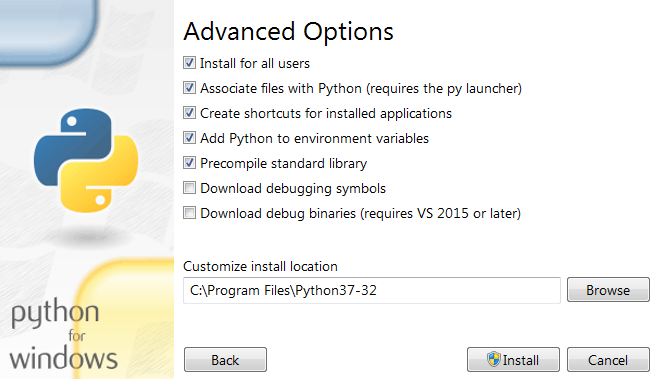 Advanced Options
Install for all users
Associate files with Python (requires the py launcher)
Create shortcuts for installed applications
Add Python to environment variables
Precompile standard library
Download debugging symbols
Download debug binaries (requires VS 2015 or later)
Customize install location
C:\Program Files\Python37-32
Browse
python
for
windows
Back
Install
Cancel